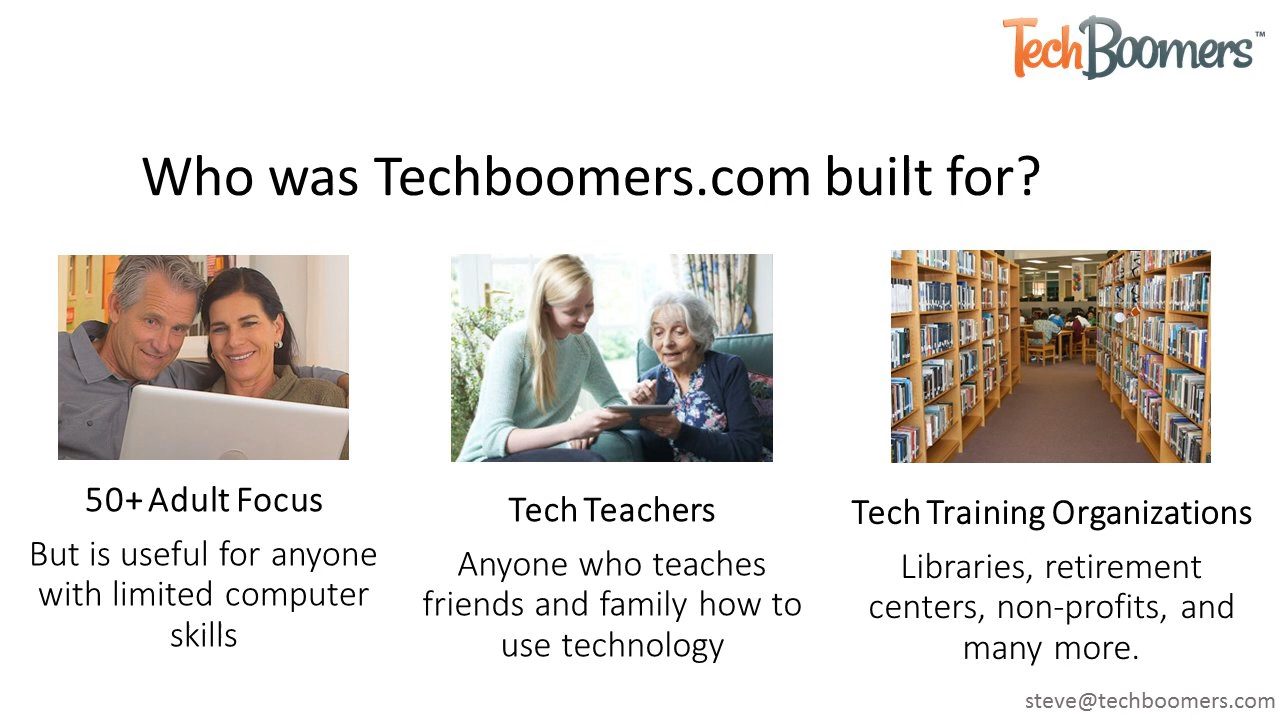 TechBoomers™
Who was Techboomers.com built for?
50+ Adult Focus
But is useful for anyone
with limited computer
skills
Tech Teachers
Anyone who teaches
friends and family how to
use technology
Tech Training Organizations
Libraries, retirement
centers, non-profits, and
many more.
steve@techboomers.com